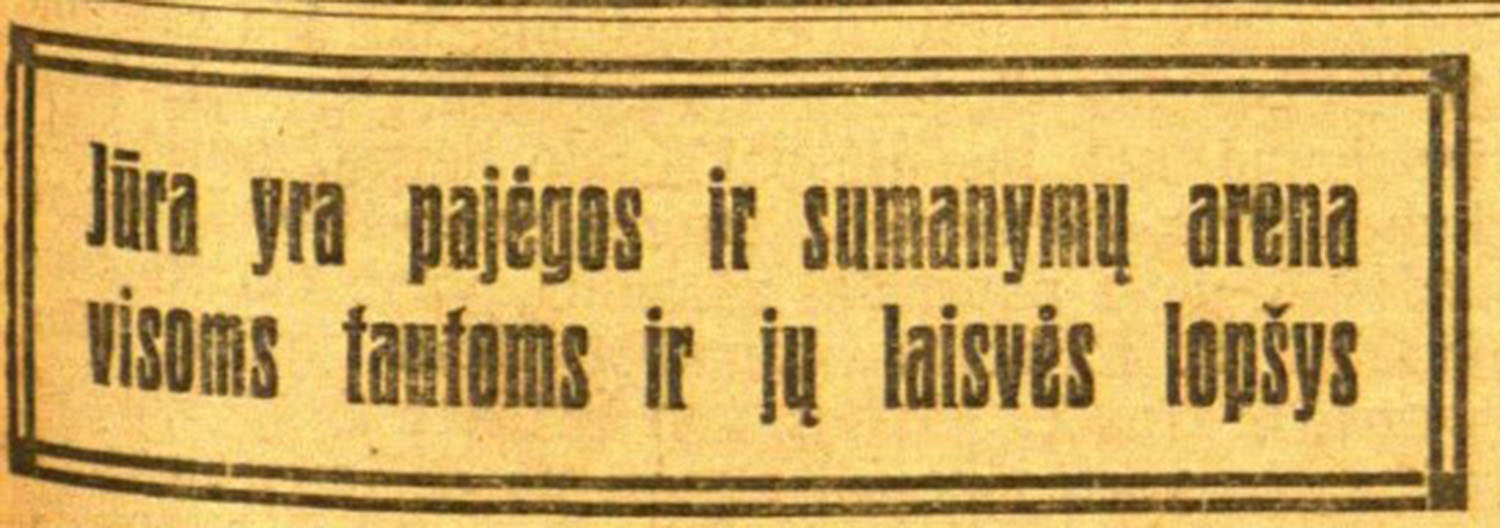 Jūra yra pajėgos ir sumanymų arena
visoms tautoms ir jų laisvės lopšys